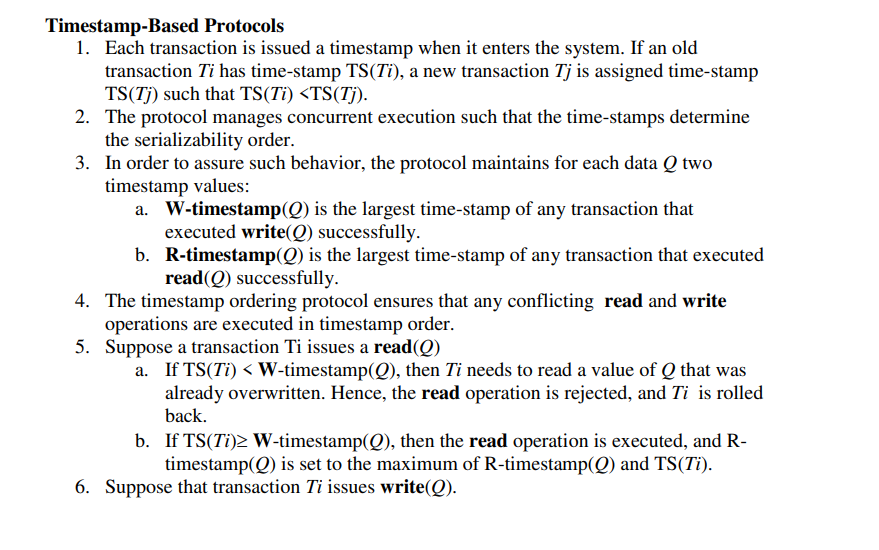 Timestamp-Based Protocols
1. Each transaction is issued a timestamp when it enters the system. If an old
transaction Ti has time-stamp TS(Ti), a new transaction Tj is assigned time-stamp
TS(Tj) such that TS(Ti) <TS(Tj).
2. The protocol manages concurrent execution such that the time-stamps determine
the serializability order.
3. In order to assure such behavior, the protocol maintains for each data Q two
timestamp values:
a. W-timestamp(Q) is the largest time-stamp of any transaction that
executed write(Q) successfully.
b. R-timestamp(Q) is the largest time-stamp of any transaction that executed
read(Q) successfully.
4. The timestamp ordering protocol ensures that any conflicting read and write
operations are executed in timestamp order.
5. Suppose a transaction Ti issues a read(Q)
a. If TS(Ti) < W-timestamp(Q), then Ti needs to read a value of Q that was
already overwritten. Hence, the read operation is rejected, and Ti is rolled
back.
b. If TS(Ti)≥ W-timestamp(Q), then the read operation is executed, and R-
timestamp(Q) is set to the maximum of R-timestamp(Q) and TS(Ti).
6. Suppose that transaction Ti issues write(Q).